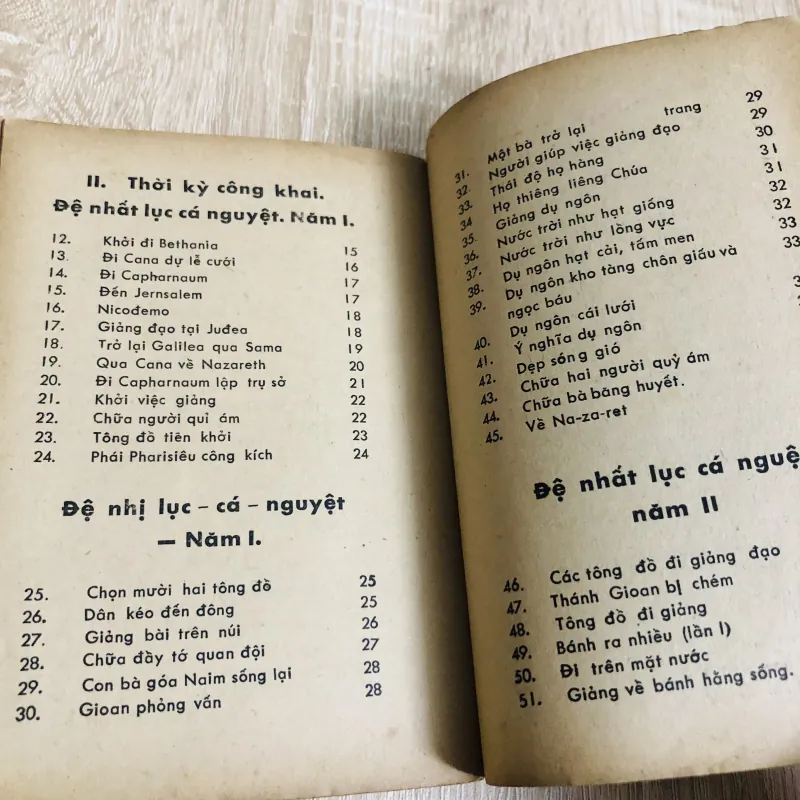 II. Thời kỳ công khai.
Đệ nhất lục cá nguyệt. Năm I.
12. Khởi đi Bethania 15
13. Đi Cana dự lễ cưới 16
14. Đi Capharnaum 17
15. Đến Jernsalem 17
16. Nicođemo 18
17. Giảng đạo tại Juđea 18
18. Trở lại Galilea qua Sama 19
19. Qua Cana về Nazareth 20
20. Đi Capharnaum lập trụ sở 21
21. Khởi việc giảng 22
22. Chữa người quỉ ám 22
23. Tông đồ tiên khởi 23
24. Phái Pharisiêu công kích 24
Đệ nhị lục – cá – nguyệt
— Năm I.
25. Chọn mười hai tông đồ 25
26. Dân kéo đến đông 25
27. Giảng bài trên núi 26
28. Chữa đầy tớ quan đội 27
29. Con bà góa Naim sống lại 28
30. Gioan phỏng vấn 28
trang
31. Một bà trở lại 29
32. Người giúp việc giảng đạo 29
33. Thái độ họ hàng 30
34 Họ thiêng liêng Chúa 31
35. Giảng dụ ngôn 31
36. Nước trời như hạt giống 32
37. Nước trời như lồng vực 32
38. Dụ ngôn hạt cải, tấm men 33
39. Dụ ngôn kho tàng chôn giấu và 33
ngọc báu
40. Dụ ngôn cái lưới
41. Ý nghĩa dụ ngôn
42. Dẹp sóng gió
43. Chữa hai người quỷ ám
44. Chữa bà băng huyết.
45. Về Na-za-ret
Đệ nhất lục cá nguyệ
năm II
46. Các tông đồ đi giảng đạo
47. Thánh Gioan bị chém
48. Tông đồ đi giảng
49. Bánh ra nhiều (lần I)
50. Đi trên mặt nước
51. Giảng về bánh hằng sống.